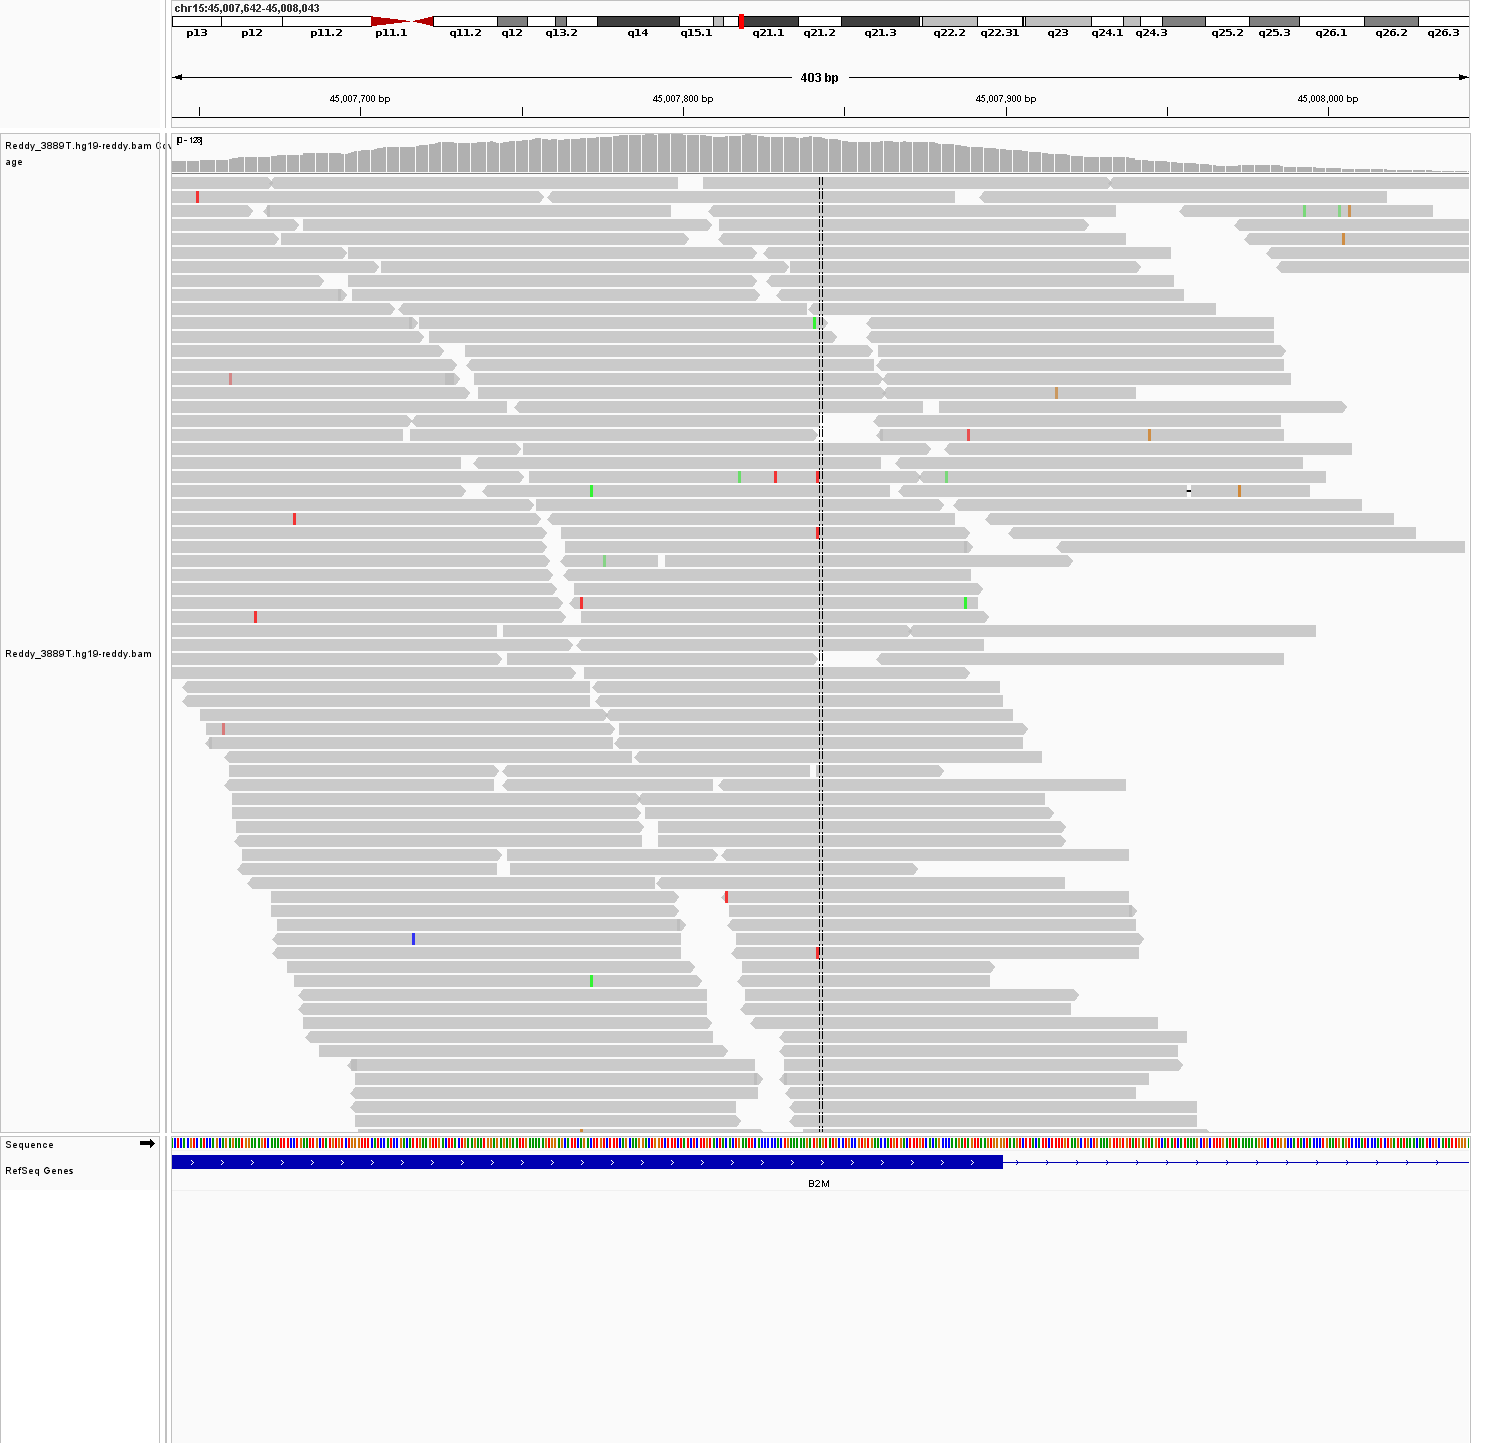 chr15:45,007,642-45,008,043
p13 p12 p11.2 p11.1 q11.2 q12 q13.2 q14 q15.1 q21.1 q21.2 q21.3 q22.2 q22.31 q23 q24.1 q24.3 q25.2 q25.3 q26.1 q26.2 q26.3
403 bp
45,007,700 bp 45,007,800 bp 45,007,900 bp 45,008,000 bp
[0 - 128]
Reddy_3889T.hg19-reddy.bam Cov
age
Reddy_3889T.hg19-reddy.bam
Sequence
RefSeq Genes
B2M